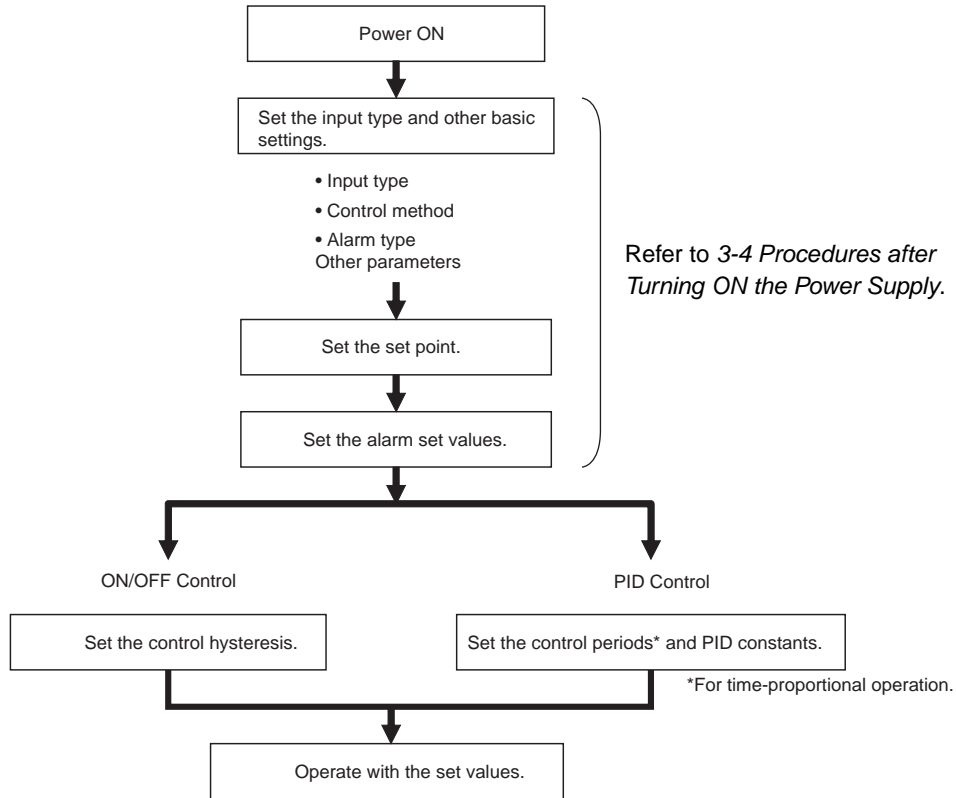 Power ON
Set the input type and other basic
settings.
• Input type
• Control method
• Alarm type
Other parameters
Refer to 3-4 Procedures after
Turning ON the Power Supply.
Set the set point.
Set the alarm set values.
ON/OFF Control
PID Control
Set the control hysteresis.
Set the control periods* and PID constants.
*For time-proportional operation.
Operate with the set values.